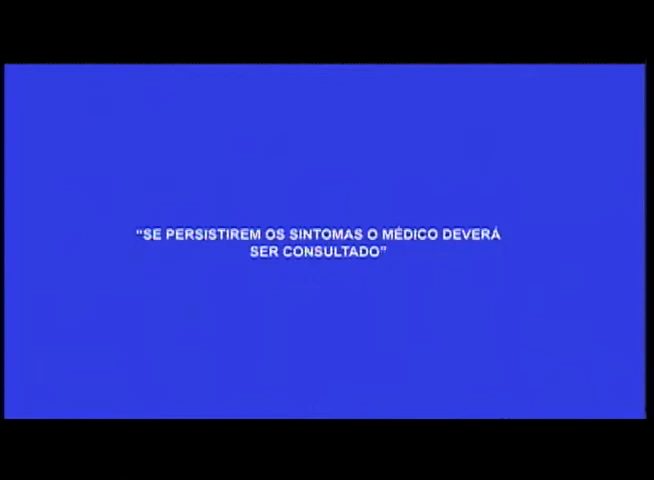 “SE PERSISTIREM OS SINTOMAS O MÉDICO DEVERÁ
SER CONSULTADO”